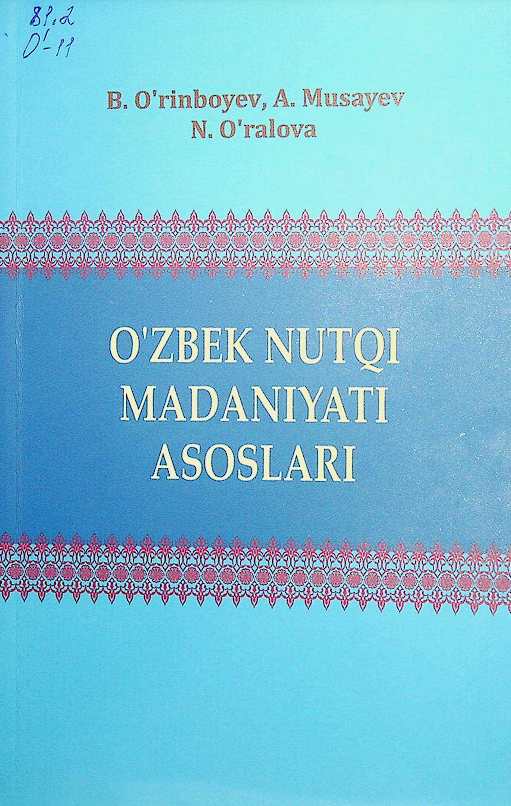 81.2
O'-11
B. O'rinboyev, A. Musayev
N. O'ralova
O'ZBEK NUTQI
MADANIYATI
ASOSLARI